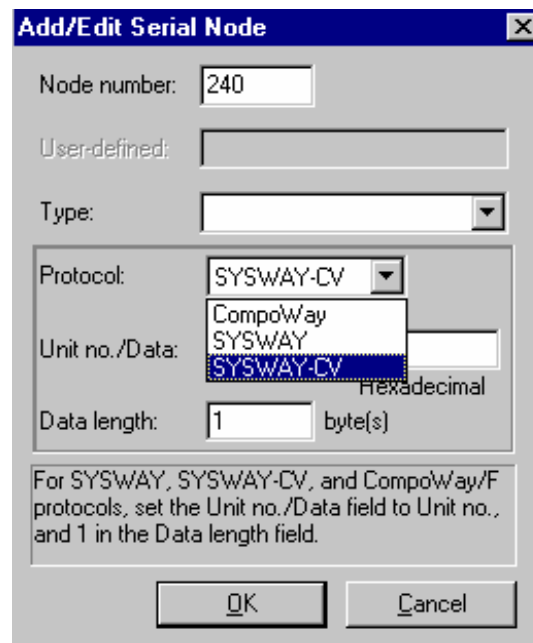 Add/Edit Serial Node
Node number: 240
User-defined:
Type:
Protocol: SYSWAY-CV
CompoWay
SYSWAY
Unit no./Data:
SYSWAY-CV
Hexadecimal
Data length: 1 byte(s)
For SYSWAY, SYSWAY-CV, and CompoWay/F
protocols, set the Unit no./Data field to Unit no.,
and 1 in the Data length field.
OK Cancel